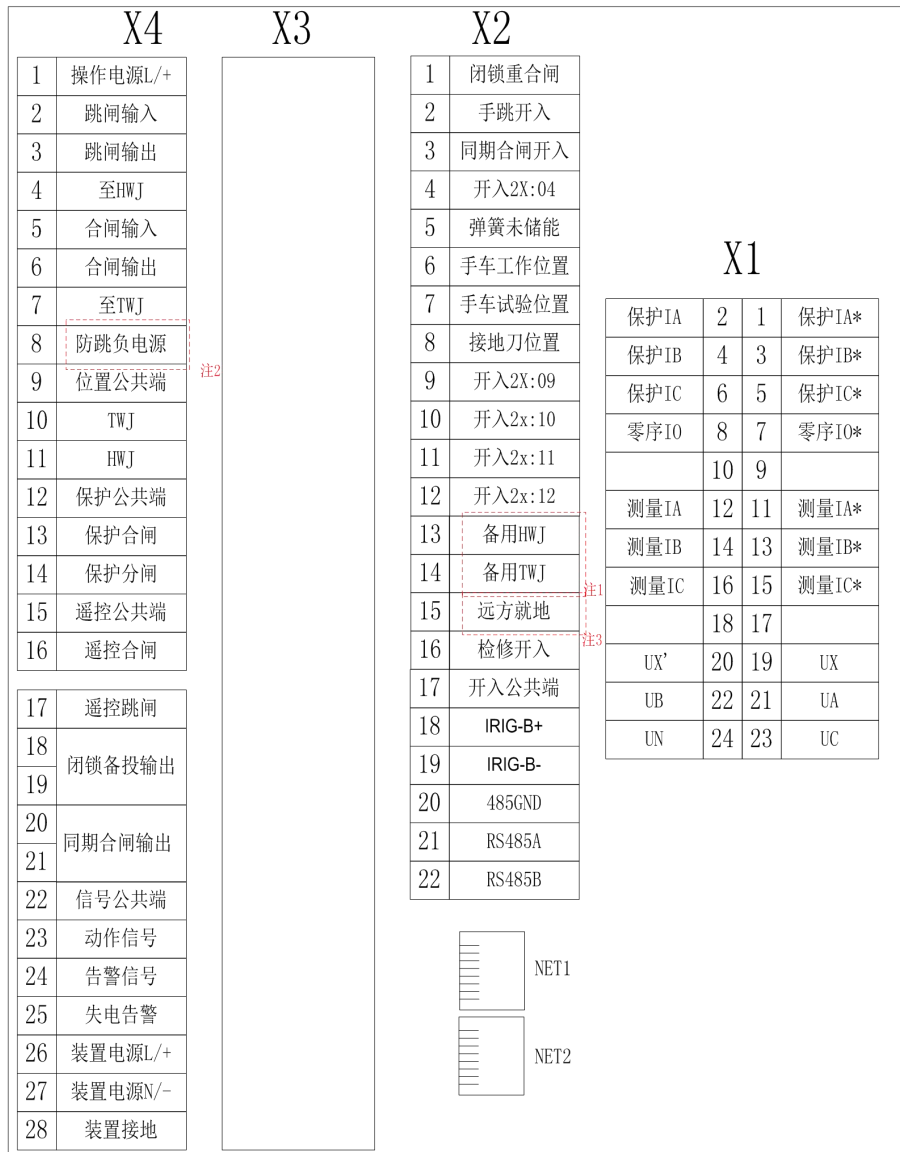 X4
1 操作电源L/+
2 跳闸输入
3 跳闸输出
4 至HWJ
5 合闸输入
6 合闸输出
7 至TWJ
8 防跳负电源
注2
9 位置公共端
10 TWJ
11 HWJ
12 保护公共端
13 保护合闸
14 保护分闸
15 遥控公共端
16 遥控合闸
17 遥控跳闸
18
闭锁备投输出
19
20
同期合闸输出
21
22 信号公共端
23 动作信号
24 告警信号
25 失电告警
26 装置电源L/+
27 装置电源N/-
28 装置接地
X3
X2
1 闭锁重合闸
2 手跳开入
3 同期合闸开入
4 开入2X:04
5 弹簧未储能
6 手车工作位置
7 手车试验位置
8 接地刀位置
9 开入2X:09
10 开入2x:10
11 开入2x:11
12 开入2x:12
13 备用HWJ
14 备用TWJ
注1
15 远方就地
注3
16 检修开入
17 开入公共端
18 IRIG-B+
19 IRIG-B-
20 485GND
21 RS485A
22 RS485B
NET1
NET2
X1
保护IA 2 1 保护IA*
保护IB 4 3 保护IB*
保护IC 6 5 保护IC*
零序I0 8 7 零序I0*
10 9
测量IA 12 11 测量IA*
测量IB 14 13 测量IB*
测量IC 16 15 测量IC*
18 17
UX' 20 19 UX
UB 22 21 UA
UN 24 23 UC